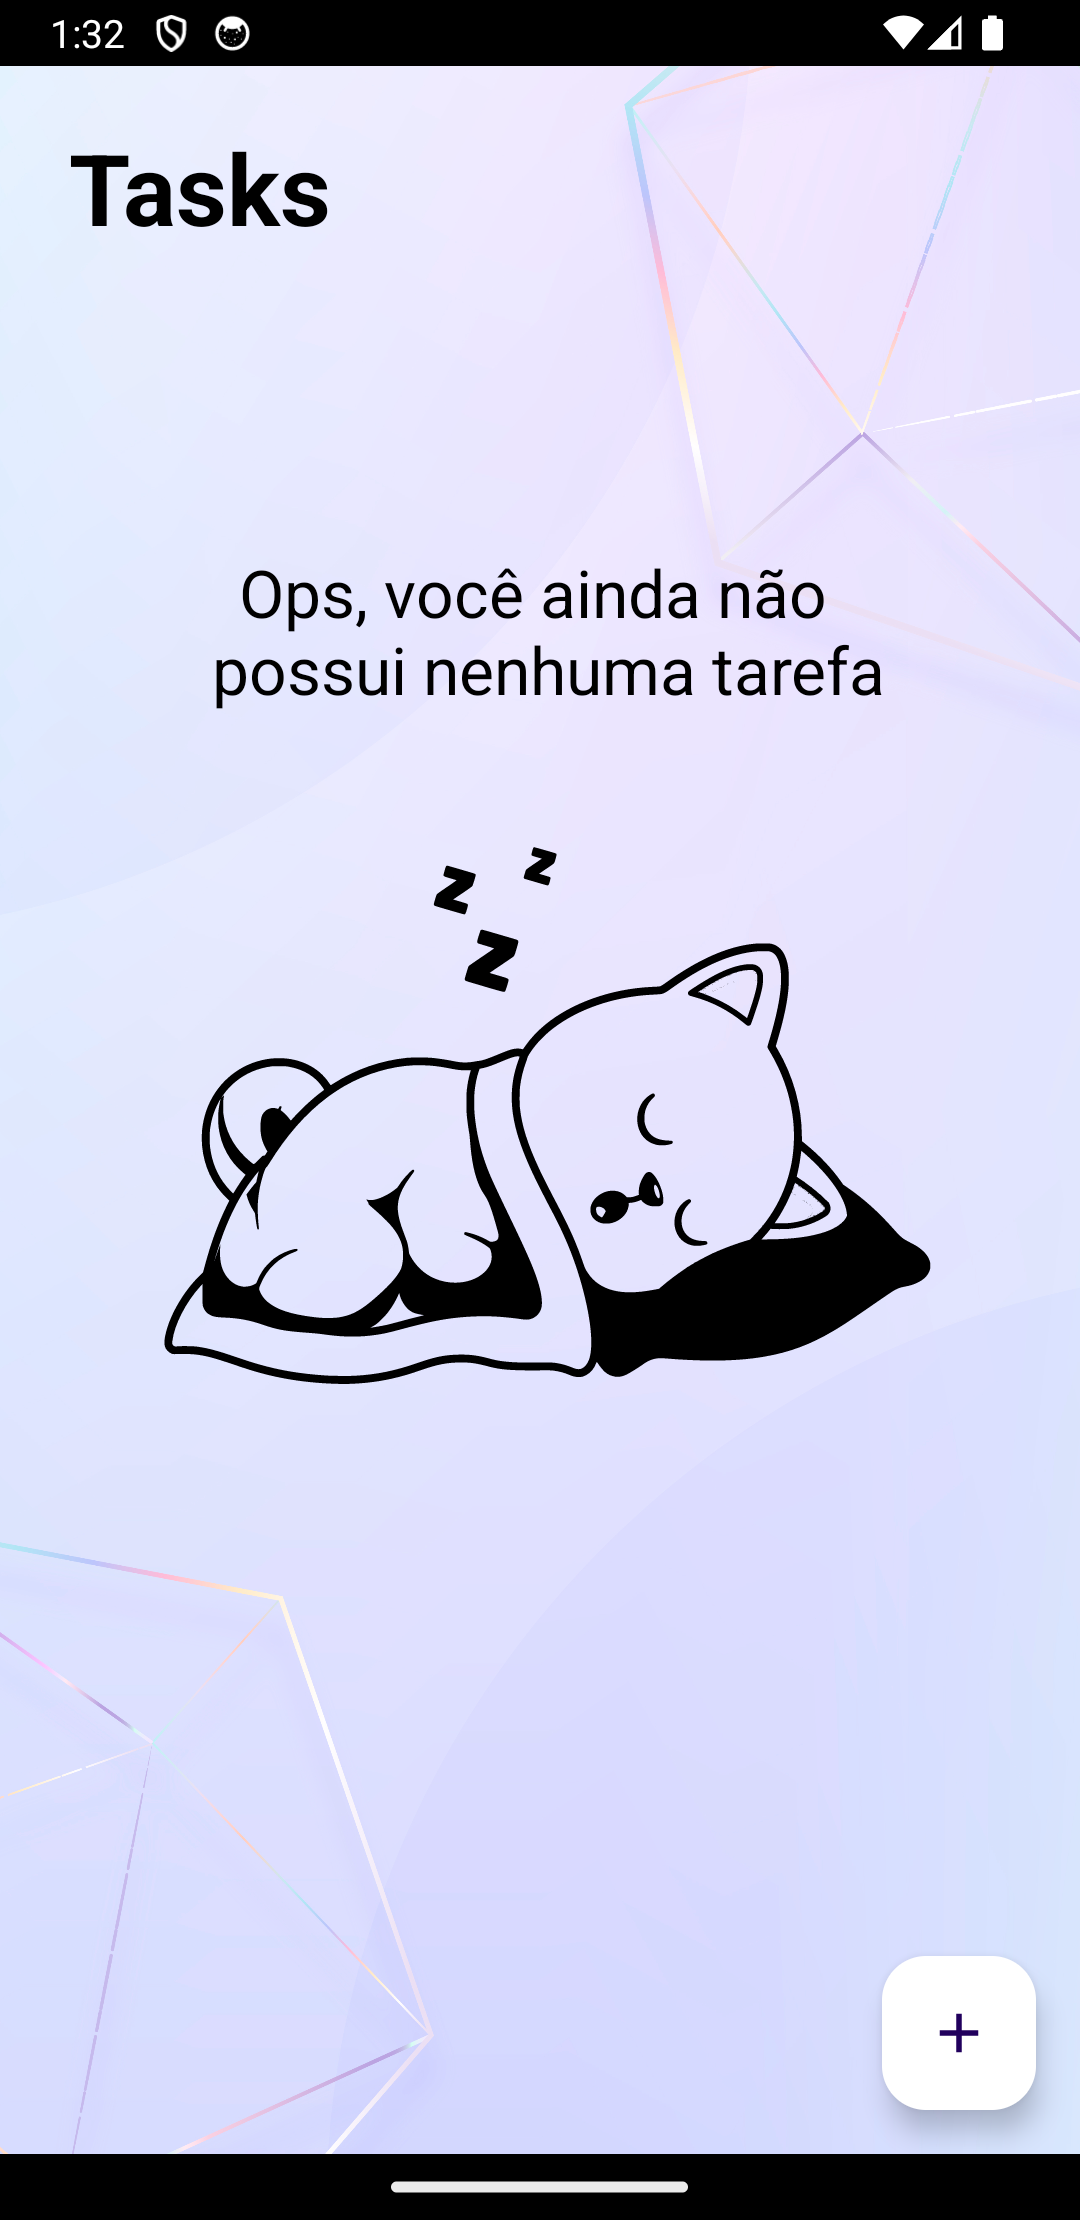 1:32
Tasks
Ops, você ainda não
possui nenhuma tarefa
z
z
z
+